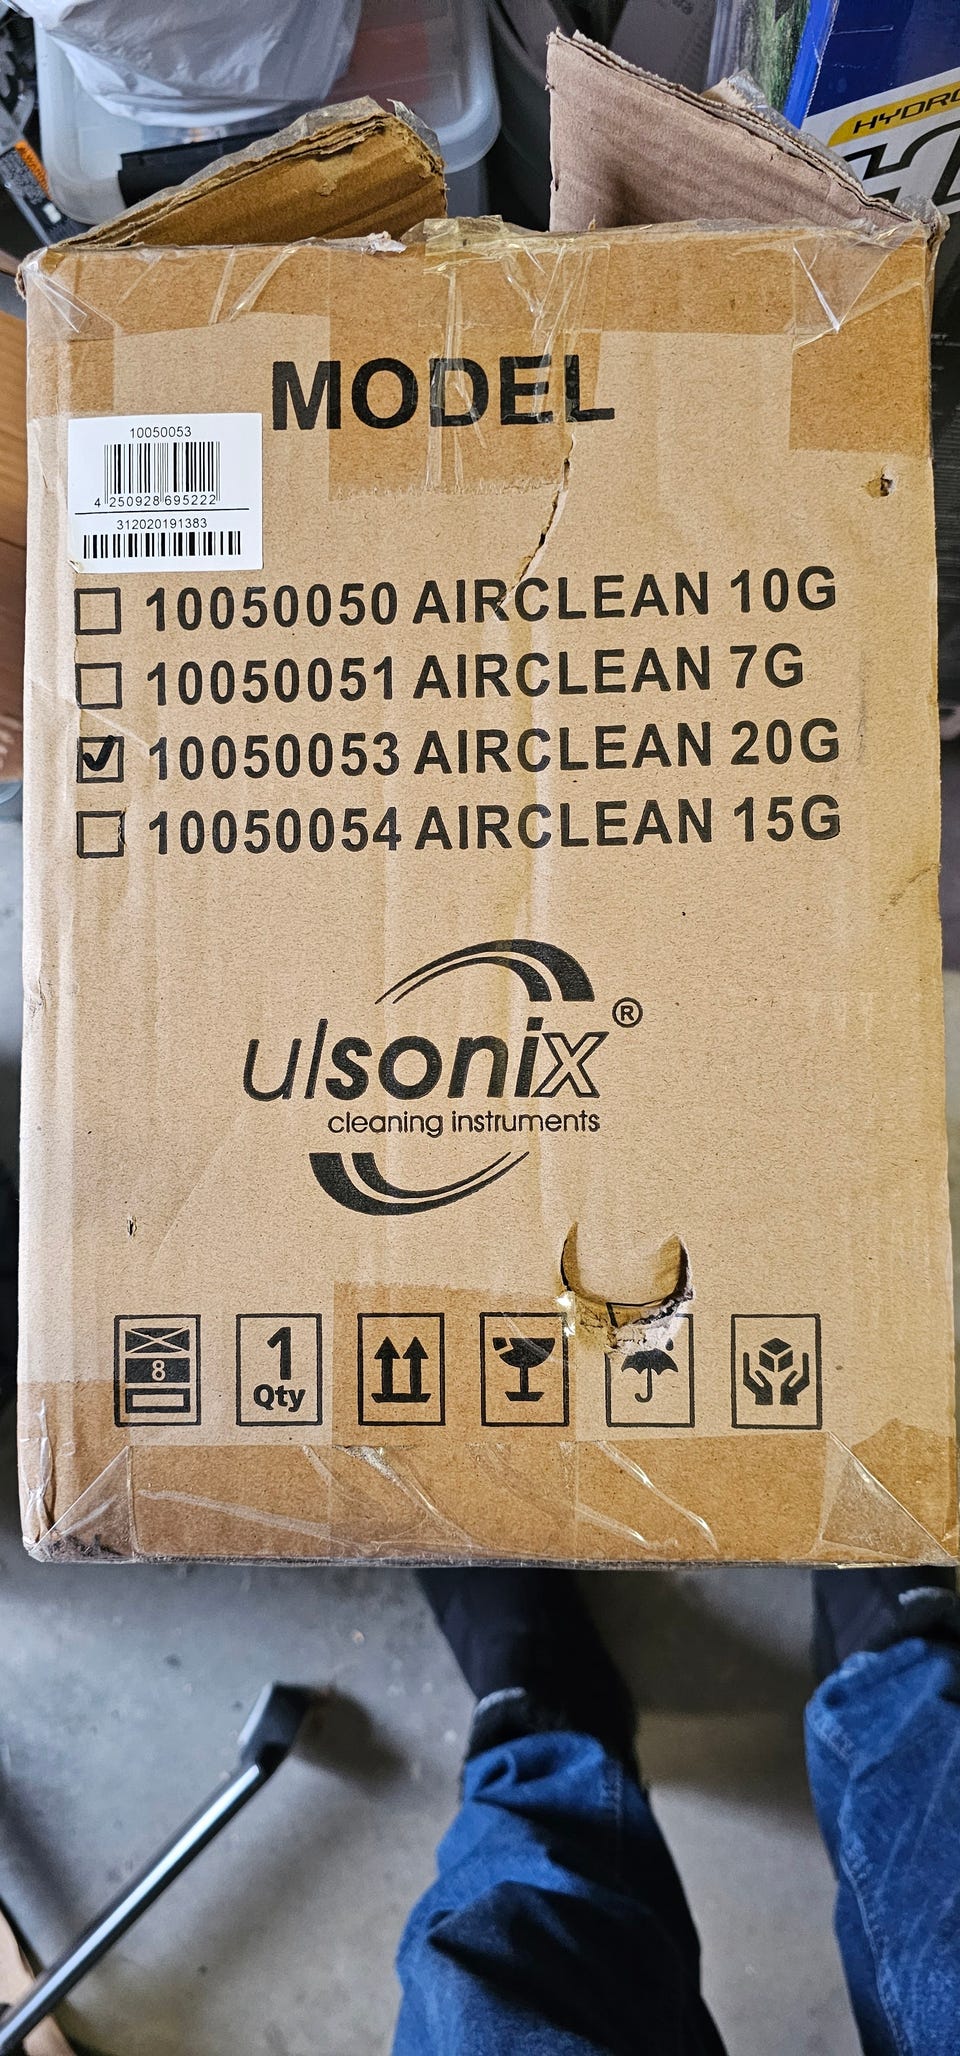 HYDRO
MODEL
10050053
4 250928 695222
312020191383
10050050 AIRCLEAN 10G
10050051 AIRCLEAN 7G
10050053 AIRCLEAN 20G
10050054 AIRCLEAN 15G
ulsonix®
cleaning instruments
8
1
Qty